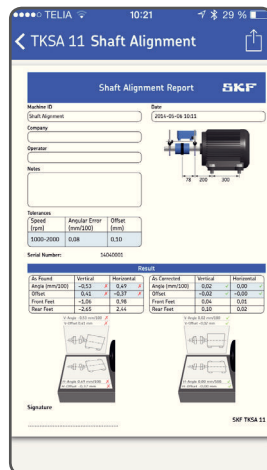 TELIA 10:21 29 %
TKSA 11 Shaft Alignment
Shaft Alignment Report SKF
Machine ID Date
Shaft Alignment 2014-05-06 10:11
Company
Operator
Notes
78 200 300
Tolerances
Speed (rpm) Angular Error (mm/100) Offset (mm)
1000-2000 0,08 0,10
Serial Number: 14040001
Result
As Found Vertical Horizontal As Corrected Vertical Horizontal
Angle (mm/100) -0,53 ✗ 0,49 ✗ Angle (mm/100) 0,02 ✓ 0,00 ✓
Offset 0,41 ✗ -0,37 ✗ Offset -0,02 ✓ -0,00 ✓
Front Feet -1,06 0,98 Front Feet 0,04 0,01
Rear Feet -2,65 2,44 Rear Feet 0,10 0,02
Signature
SKF TKSA 11